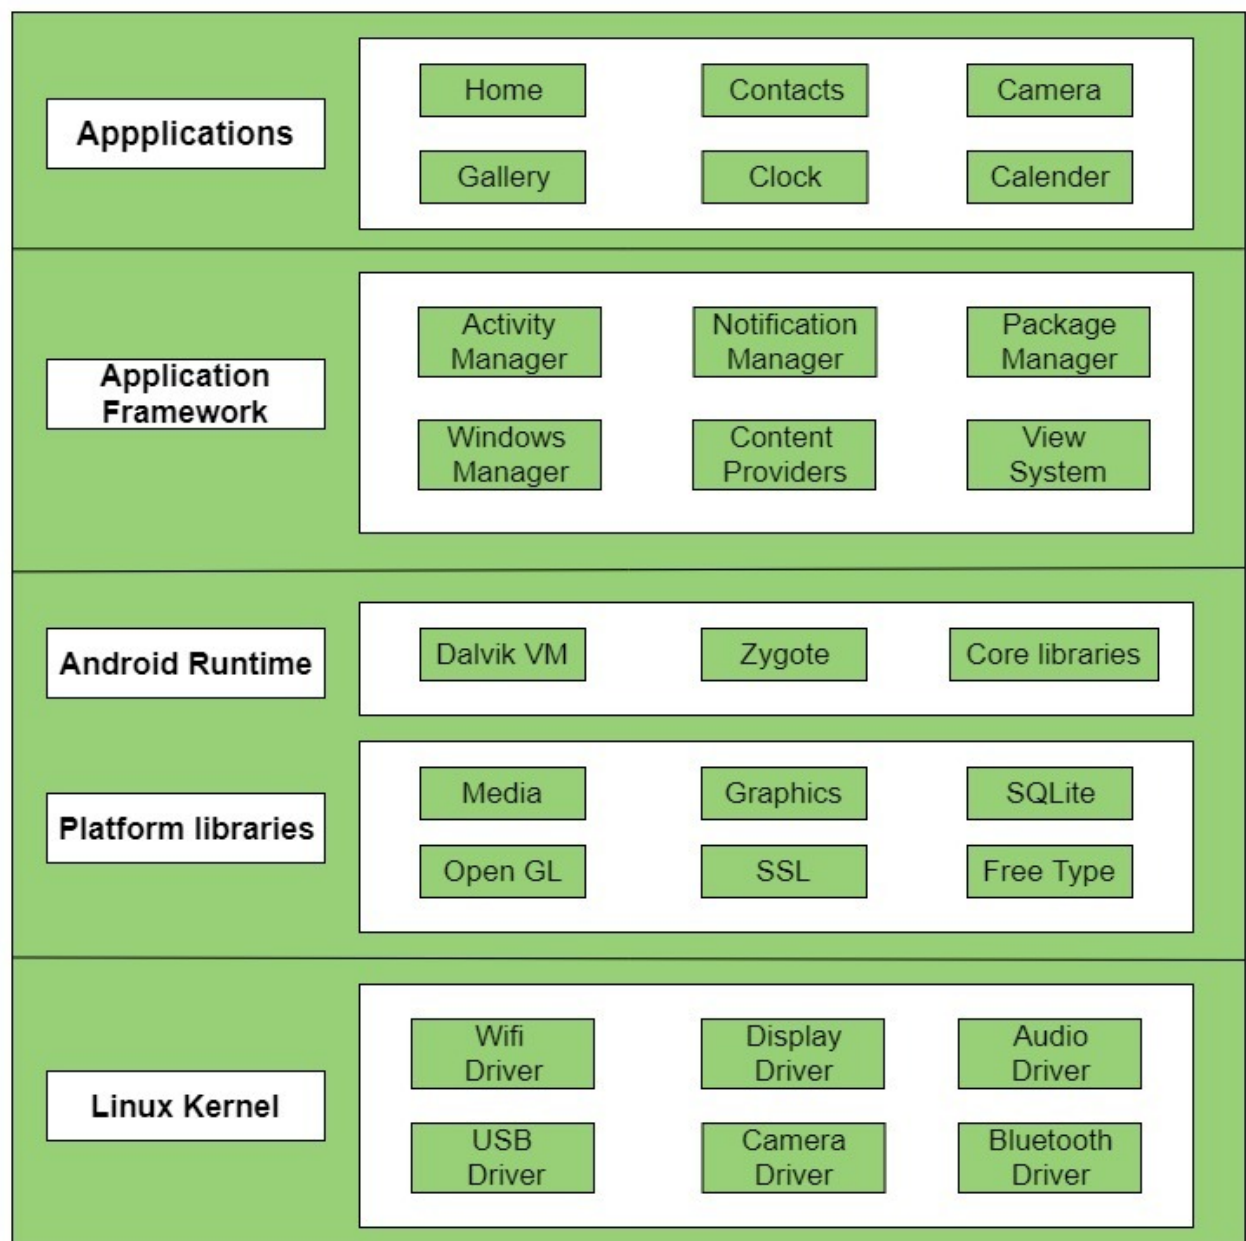 Appplications
Home
Contacts
Camera
Gallery
Clock
Calender
Application
Framework
Activity
Manager
Notification
Manager
Package
Manager
Windows
Manager
Content
Providers
View
System
Android Runtime
Dalvik VM
Zygote
Core libraries
Platform libraries
Media
Graphics
SQLite
Open GL
SSL
Free Type
Linux Kernel
Wifi
Driver
Display
Driver
Audio
Driver
USB
Driver
Camera
Driver
Bluetooth
Driver